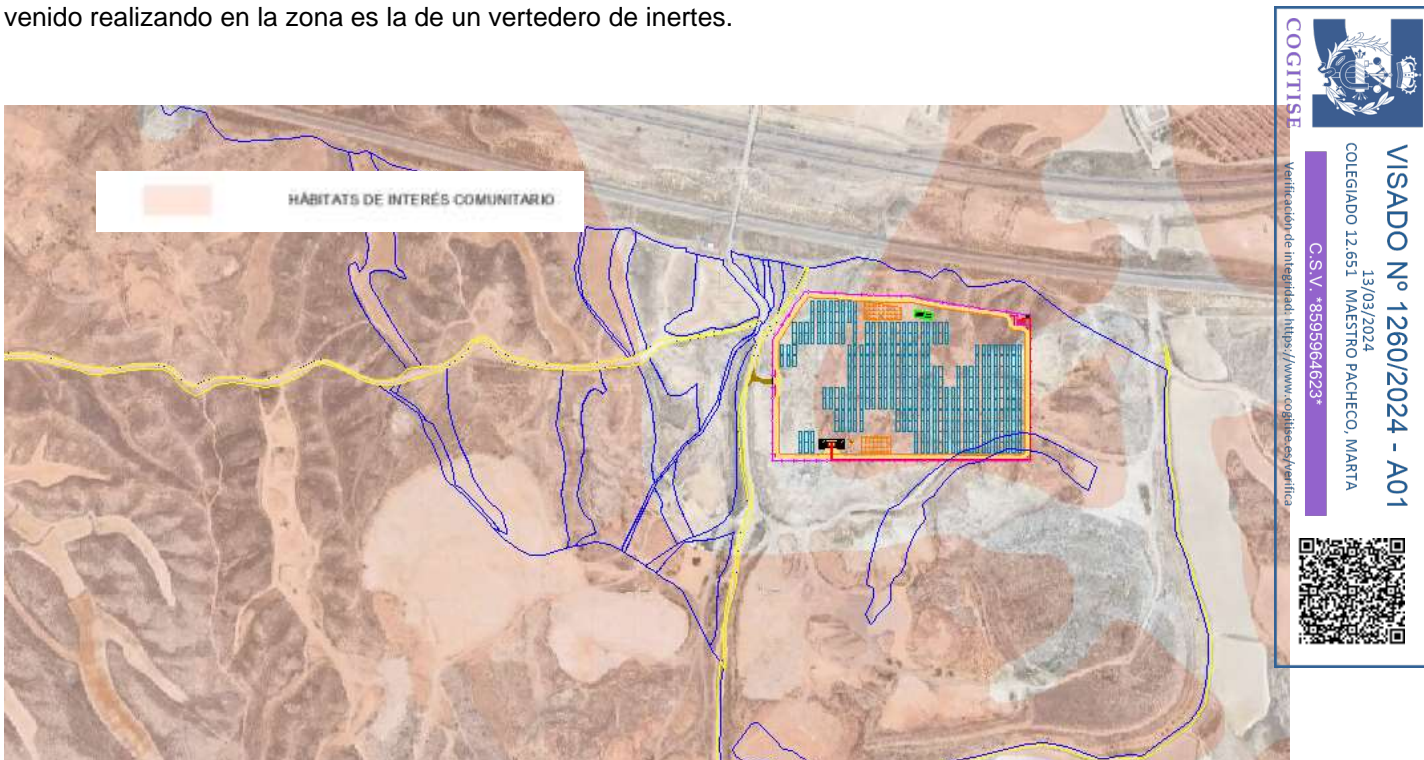 venido realizando en la zona es la de un vertedero de inertes.
HÁBITATS DE INTERÉS COMUNITARIO
COGITISE
VISADO Nº 1260/2024 - A01
13/03/2024
COLEGIADO 12.651 MAESTRO PACHECO, MARTA
C.S.V. *8595964623*
Verificación de integridad: https://www.cogitise.es/verifica